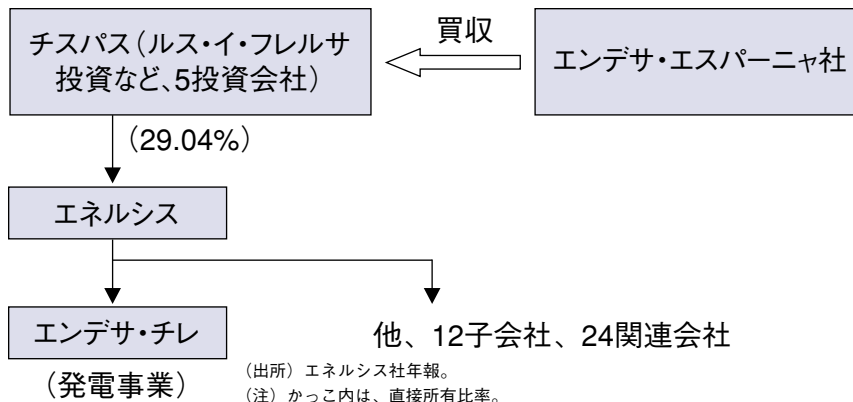 チスパス（ルス・イ・フレルサ
投資など、5投資会社）
買収
エンデサ・エスパーニャ社
（29.04%）
エネルシス
エンデサ・チレ
他、12子会社、24関連会社
（発電事業）
（出所）エネルシス社年報。
（注）かっこ内は、直接所有比率。